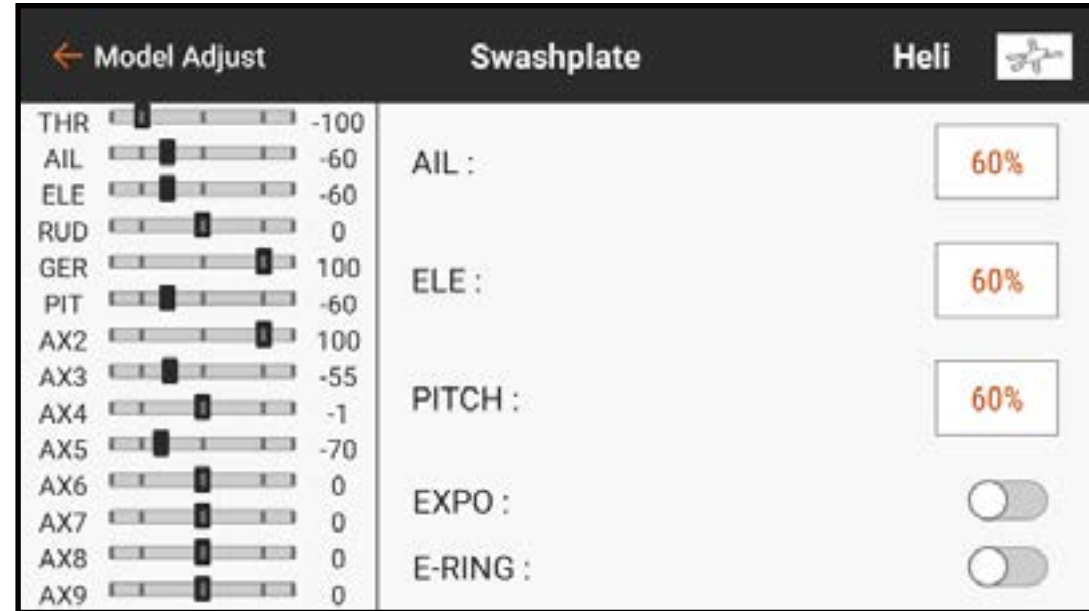 ← Model Adjust Swashplate Heli
THR -100
AIL -60
ELE -60
RUD 0
GER 100
PIT -60
AX2 100
AX3 -55
AX4 -1
AX5 -70
AX6 0
AX7 0
AX8 0
AX9 0
AIL : 60%
ELE : 60%
PITCH : 60%
EXPO :
E-RING :